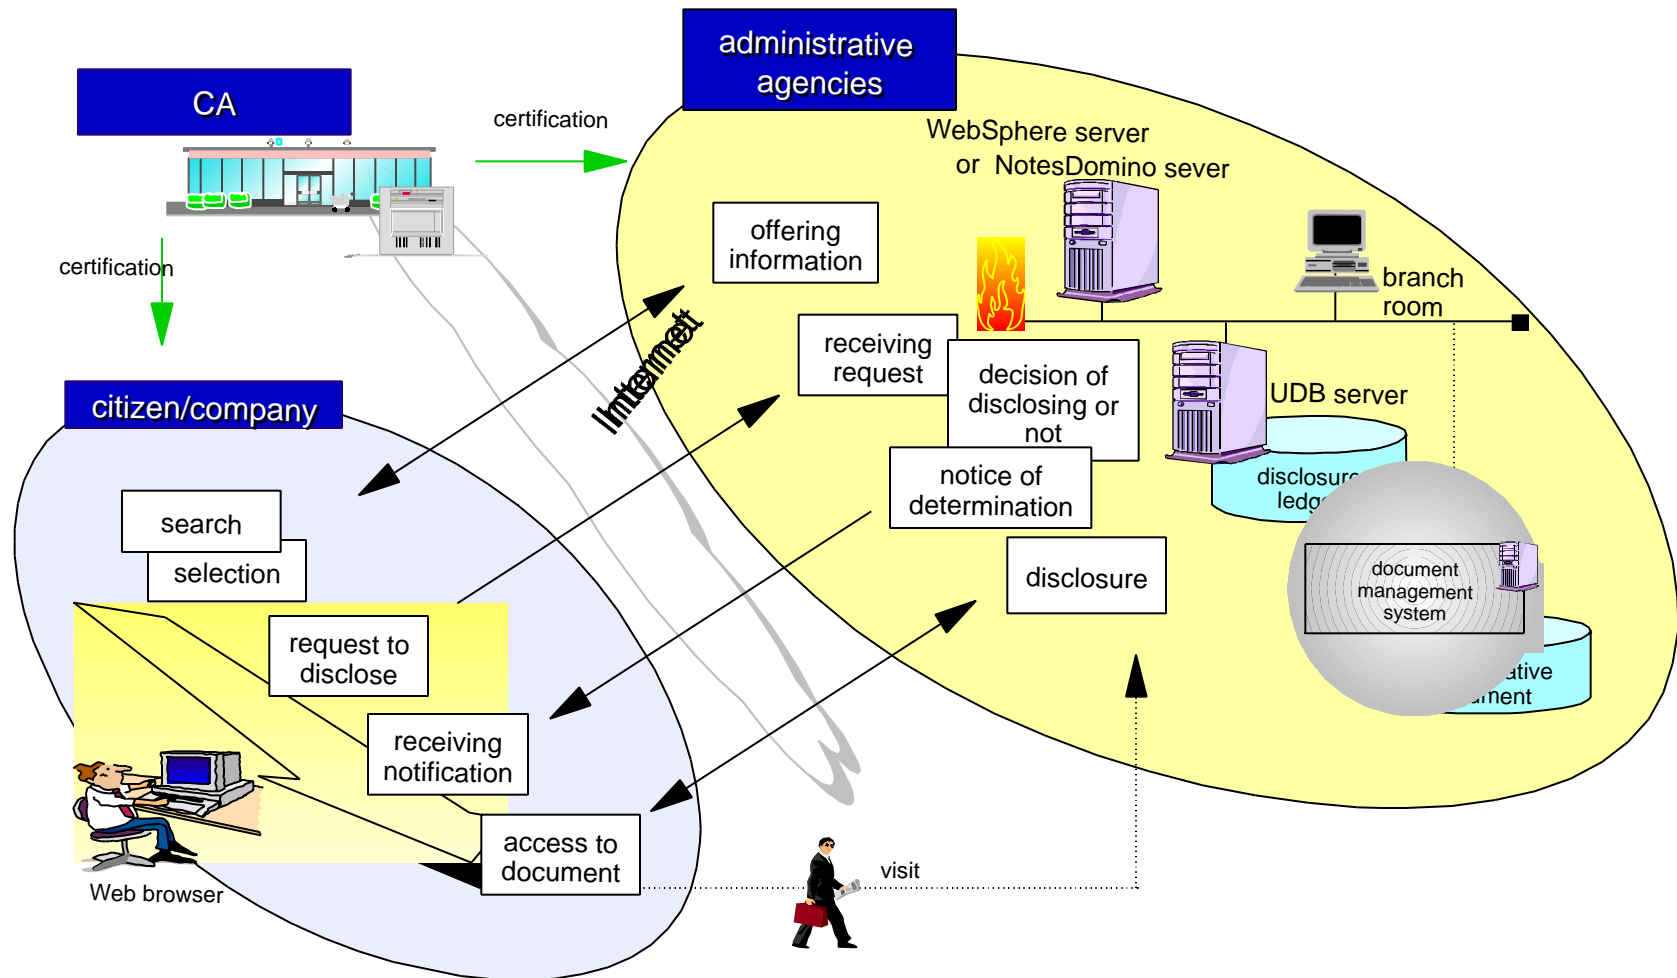 administrative
agencies
CA
certification
WebSphere server
or NotesDomino sever
offering
information
certification
branch
room
Internet
receiving
request
decision of
disclosing or
not
UDB server
citizen/company
notice of
determination
disclosure
search
selection
disclosure
document
management
system
request to
disclose
receiving
notification
access to
document
visit
Web browser